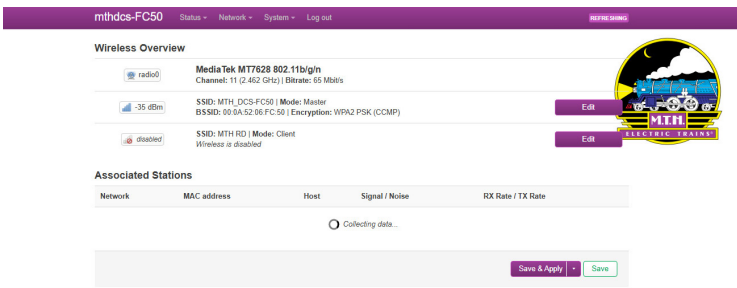 mthdcs-FC50 Status Network System Log out REFRESHING
Wireless Overview
radio0
MediaTek MT7628 802.11b/g/n
Channel: 11 (2.462 GHz) | Bitrate: 65 Mbit/s
-35 dBm
SSID: MTH_DCS-FC50 | Mode: Master
BSSID: 00:0A:52:06:FC:50 | Encryption: WPA2 PSK (CCMP)
Edit
disabled
SSID: MTH RD | Mode: Client
Wireless is disabled
Edit
M.T.H.
ELECTRIC TRAINS®
Associated Stations
Network MAC address Host Signal / Noise RX Rate / TX Rate
Collecting data...
Save & Apply Save